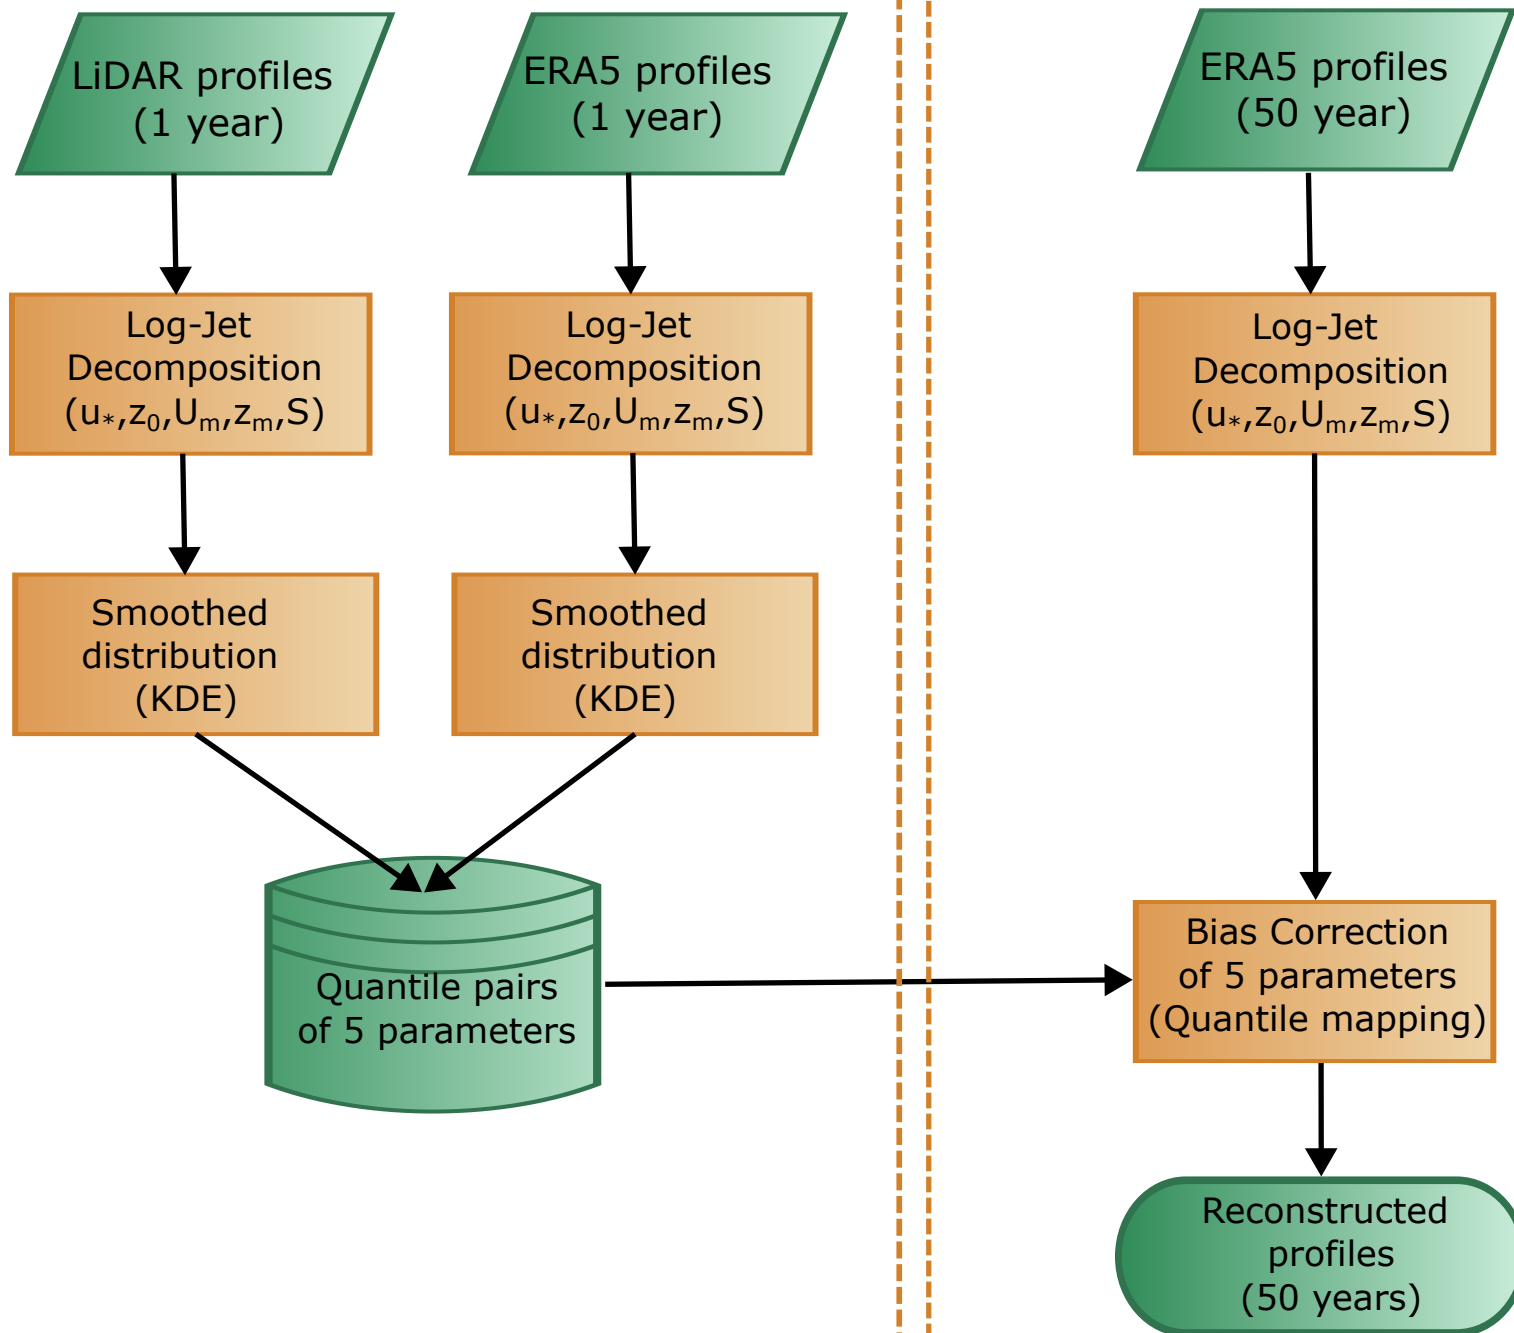 LiDAR profiles
(1 year)
ERA5 profiles
(1 year)
ERA5 profiles
(50 year)
Log-Jet
Decomposition
(u*,z₀,Uₘ,zₘ,S)
Log-Jet
Decomposition
(u*,z₀,Uₘ,zₘ,S)
Log-Jet
Decomposition
(u*,z₀,Uₘ,zₘ,S)
Smoothed
distribution
(KDE)
Smoothed
distribution
(KDE)
Quantile pairs
of 5 parameters
Bias Correction
of 5 parameters
(Quantile mapping)
Reconstructed
profiles
(50 years)